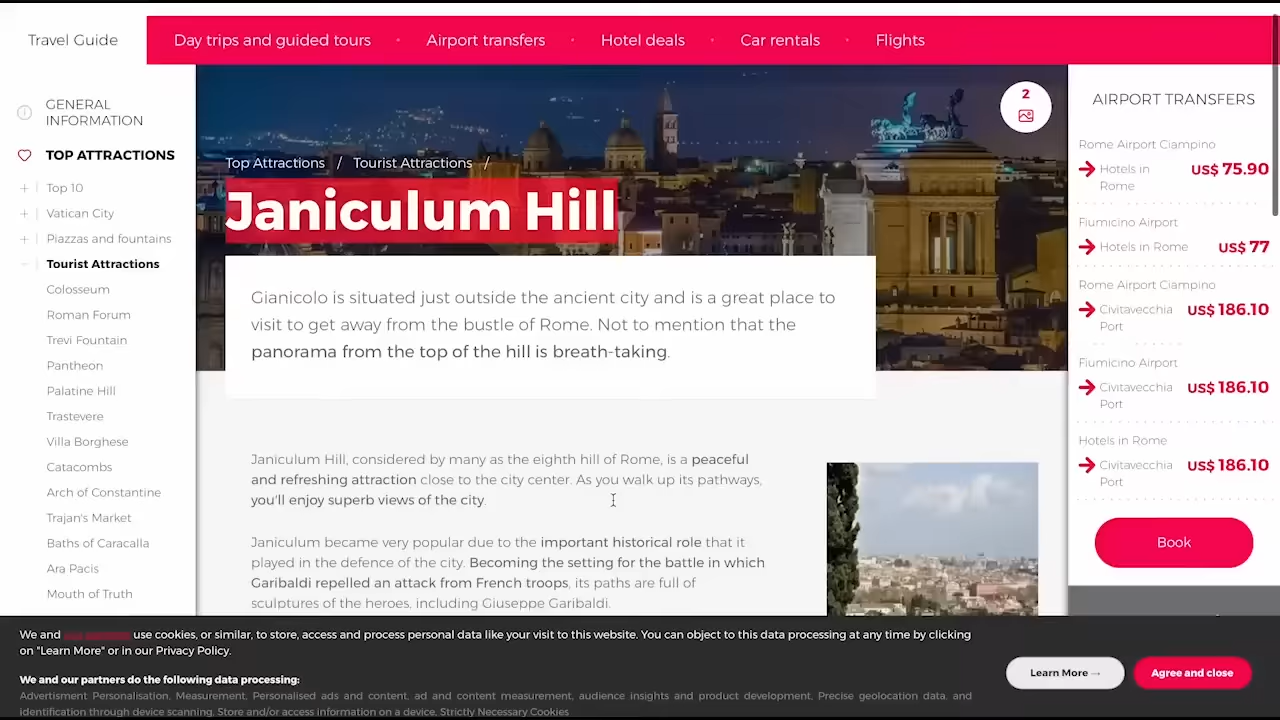 Travel Guide
Day trips and guided tours
Airport transfers
Hotel deals
Car rentals
Flights
GENERAL
INFORMATION
TOP ATTRACTIONS
Top 10
Vatican City
Piazzas and fountains
Tourist Attractions
Colosseum
Roman Forum
Trevi Fountain
Pantheon
Palatine Hill
Trastevere
Villa Borghese
Catacombs
Arch of Constantine
Trajan's Market
Baths of Caracalla
Ara Pacis
Mouth of Truth
2
Top Attractions / Tourist Attractions /
Janiculum Hill
Gianicolo is situated just outside the ancient city and is a great place to
visit to get away from the bustle of Rome. Not to mention that the
panorama from the top of the hill is breath-taking.
Janiculum Hill, considered by many as the eighth hill of Rome, is a peaceful
and refreshing attraction close to the city center. As you walk up its pathways,
you'll enjoy superb views of the city.
Janiculum became very popular due to the important historical role that it
played in the defence of the city. Becoming the setting for the battle in which
Garibaldi repelled an attack from French troops, its paths are full of
sculptures of the heroes, including Giuseppe Garibaldi.
AIRPORT TRANSFERS
Rome Airport Ciampino
Hotels in
Rome
US$ 75.90
Fiumicino Airport
Hotels in Rome
US$ 77
Rome Airport Ciampino
Civitavecchia
Port
US$ 186.10
Fiumicino Airport
Civitavecchia
Port
US$ 186.10
Hotels in Rome
Civitavecchia
Port
US$ 186.10
Book
We and use cookies, or similar, to store, access and process personal data like your visit to this website. You can object to this data processing at any time by clicking
on "Learn More" or in our Privacy Policy.
We and our partners do the following data processing:
Advertisment Personalisation, Measurement, Personalised ads and content, ad and content measurement, audience insights and product development, Precise geolocation data, and
identification through device scanning, Store and/or access information on a device, Strictly Necessary Cookies
Learn More →
Agree and close